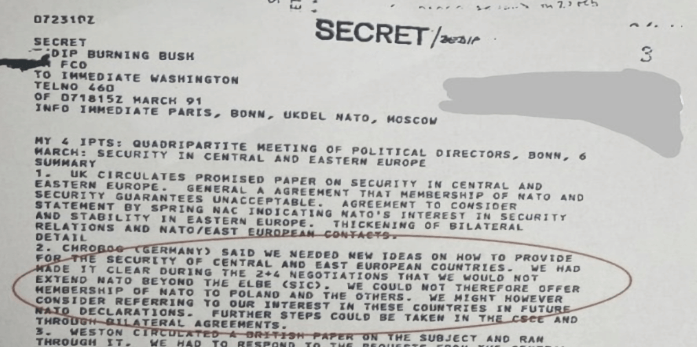 072310Z
SECRET
SECRET
DIP BURNING BUSH
FCO
TO IMMEDIATE WASHINGTON
TELNO 460
OF 071815Z MARCH 91
INFO IMMEDIATE PARIS, BONN, UKDEL NATO, MOSCOW
3
MY 4 IPTS: QUADRIPARTITE MEETING OF POLITICAL DIRECTORS, BONN, 6
MARCH: SECURITY IN CENTRAL AND EASTERN EUROPE
SUMMARY
1. UK CIRCULATES PROMISED PAPER ON SECURITY IN CENTRAL AND
EASTERN EUROPE. GENERAL A AGREEMENT THAT MEMBERSHIP OF NATO AND
SECURITY GUARANTEES UNACCEPTABLE. AGREEMENT TO CONSIDER
STATEMENT BY SPRING NAC INDICATING NATO'S INTEREST IN SECURITY
AND STABILITY IN EASTERN EUROPE. THICKENING OF BILATERAL
RELATIONS AND NATO/EAST EUROPEAN CONTACTS.
DETAIL
2. CHROBOG (GERMANY) SAID WE NEEDED NEW IDEAS ON HOW TO PROVIDE
FOR THE SECURITY OF CENTRAL AND EAST EUROPEAN COUNTRIES. WE HAD
MADE IT CLEAR DURING THE 2+4 NEGOTIATIONS THAT WE WOULD NOT
EXTEND NATO BEYOND THE ELBE (SIC). WE COULD NOT THEREFORE OFFER
MEMBERSHIP OF NATO TO POLAND AND THE OTHERS. WE MIGHT HOWEVER
CONSIDER REFERRING TO OUR INTEREST IN THESE COUNTRIES IN FUTURE
NATO DECLARATIONS. FURTHER STEPS COULD BE TAKEN IN THE CSCE AND
THROUGH BILATERAL AGREEMENTS.
3. WESTON CIRCULATED A BRITISH PAPER ON THE SUBJECT AND RAN
THROUGH IT. WE HAD TO RESPOND TO THE REQUESTS FROM THE